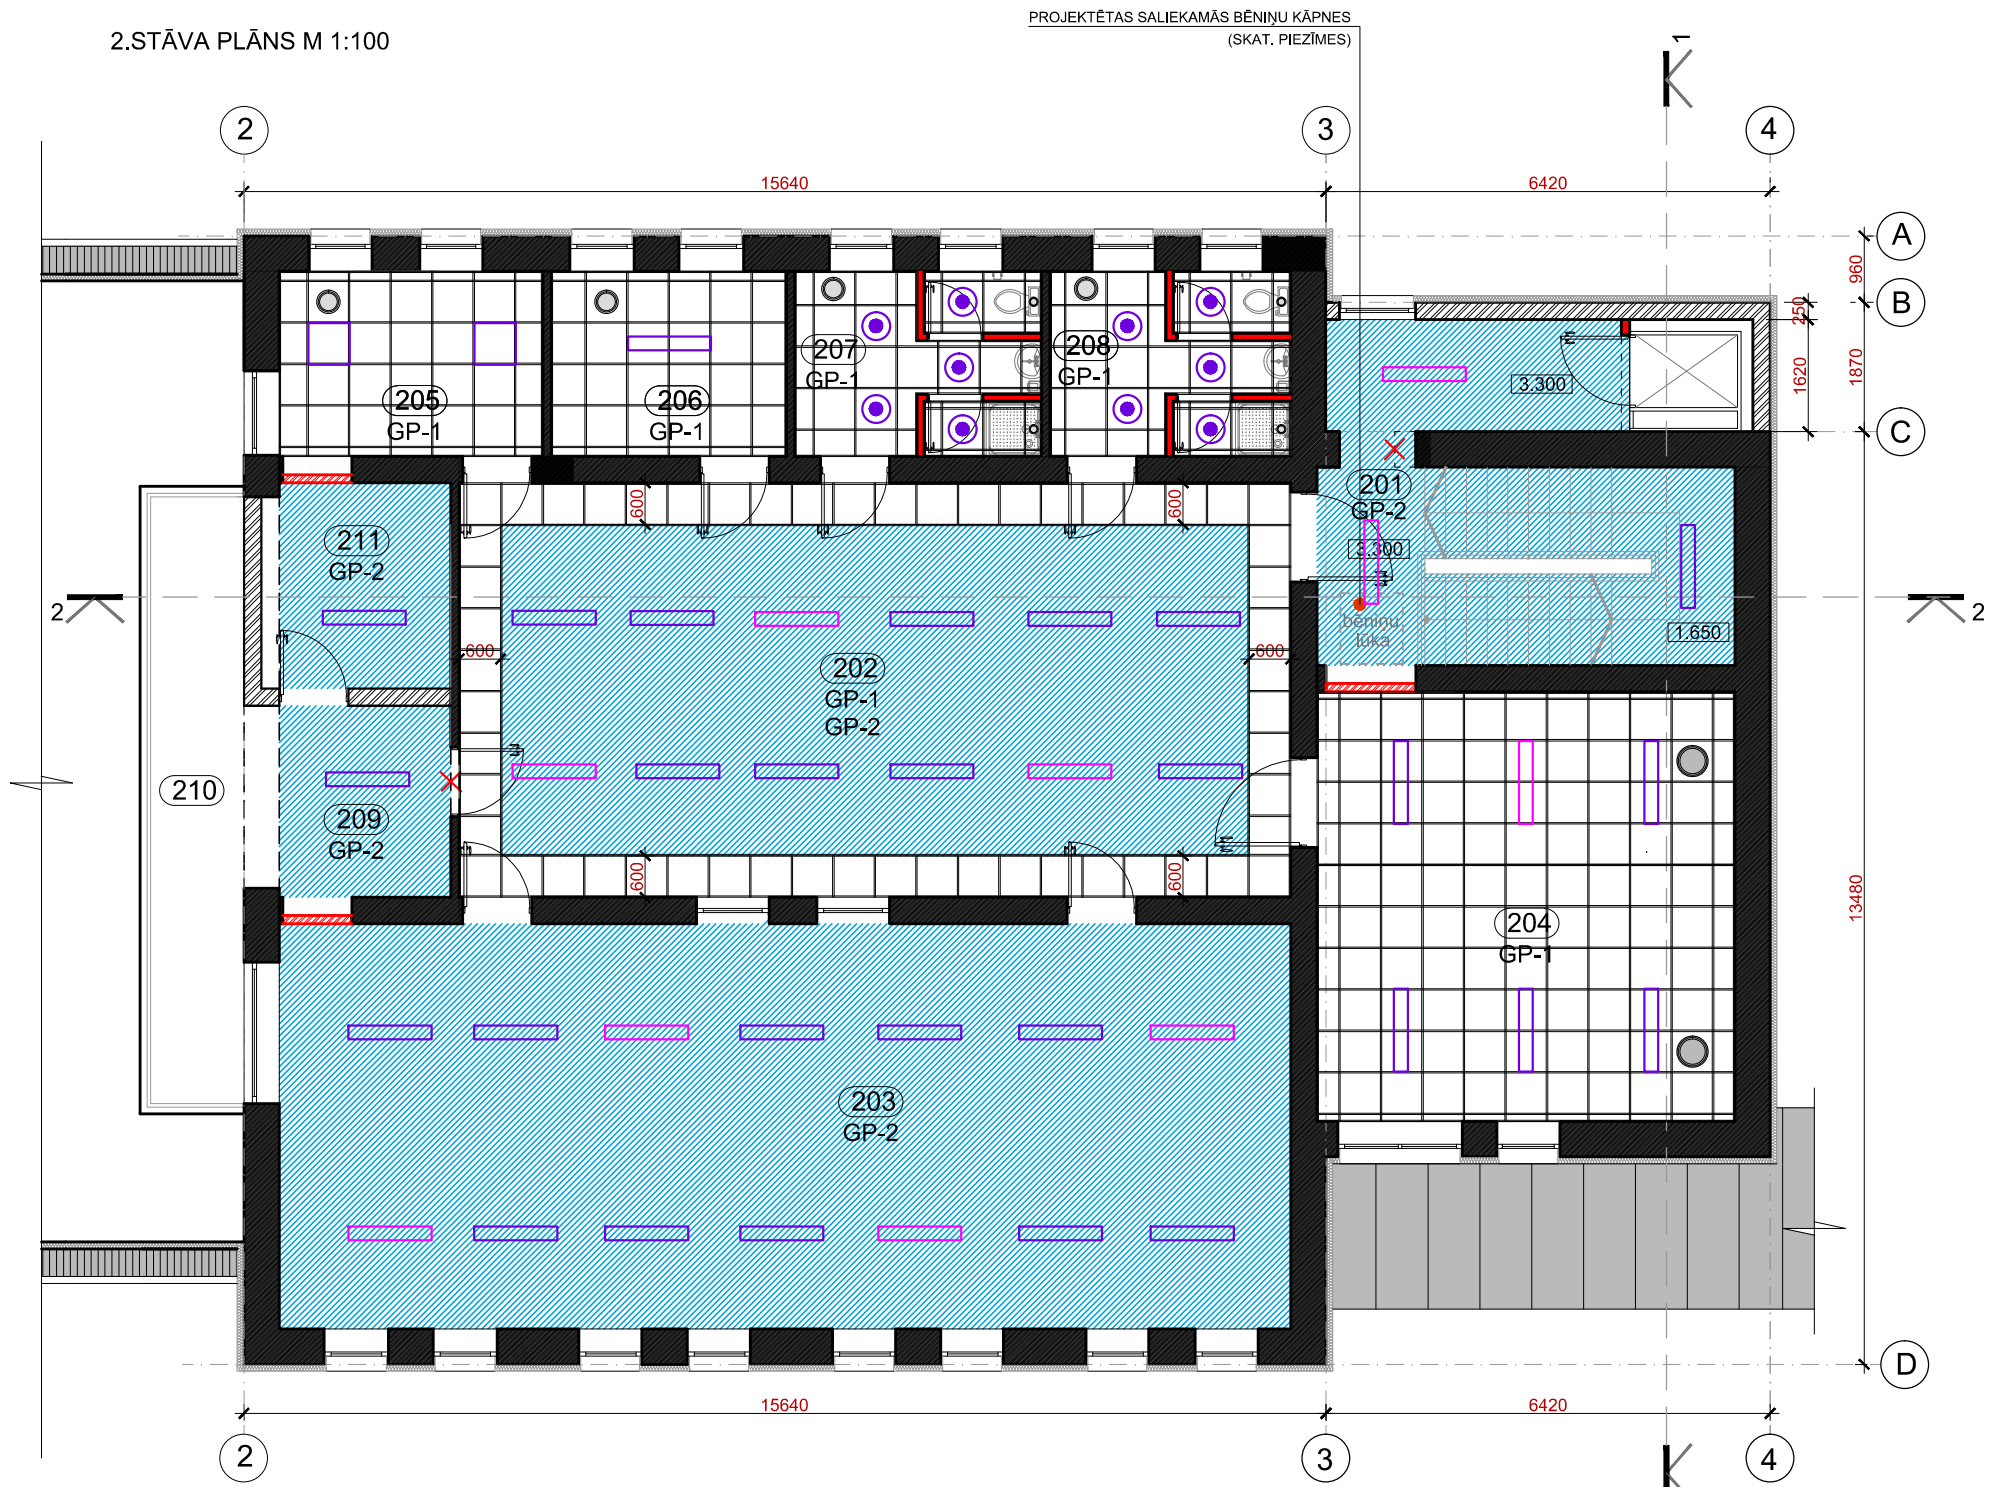 PROJEKTĒTAS SALIEKAMĀS BĒNIŅU KĀPNES
(SKAT. PIEZĪMES)
2.STĀVA PLĀNS M 1:100
1
2
3
4
15640
6420
A
960
B
250
1620
1870
C
207
GP-1
208
GP-1
3.300
205
GP-1
206
GP-1
201
GP-2
600
600
211
GP-2
3.300
2
2
bēniņu
lūka
1.650
600
600
202
GP-1
GP-2
210
209
GP-2
600
600
13480
204
GP-1
203
GP-2
D
15640
6420
2
3
4